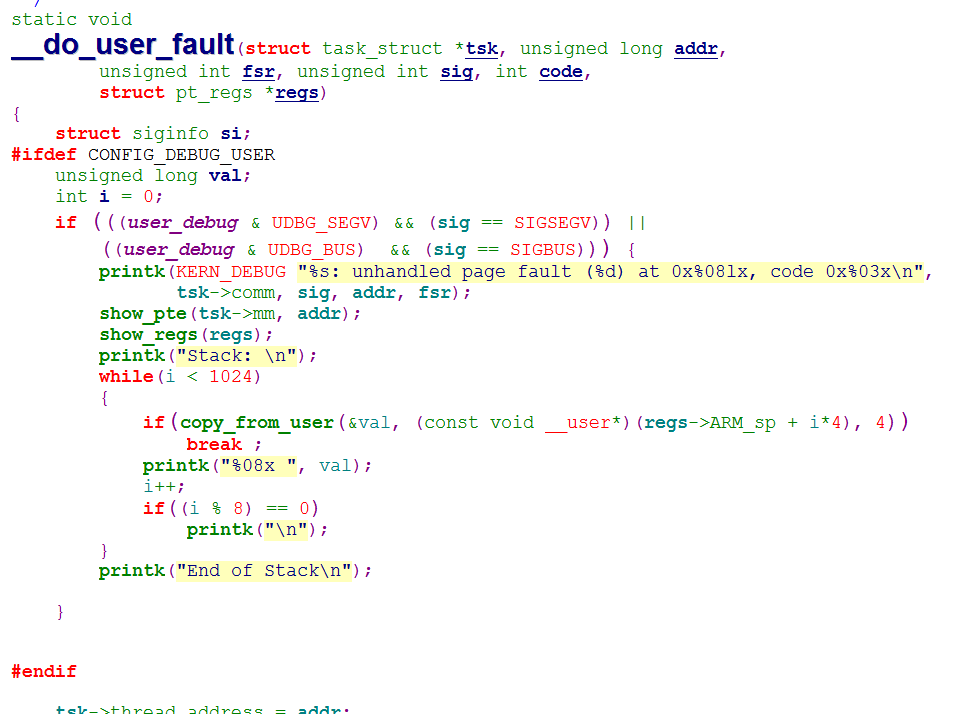 static void
__do_user_fault(struct task_struct *tsk, unsigned long addr,
        unsigned int fsr, unsigned int sig, int code,
        struct pt_regs *regs)
{
    struct siginfo si;
#ifdef CONFIG_DEBUG_USER
    unsigned long val;
    int i = 0;
    if (((user_debug & UDBG_SEGV) && (sig == SIGSEGV)) ||
        ((user_debug & UDBG_BUS)  && (sig == SIGBUS))) {
        printk(KERN_DEBUG "%s: unhandled page fault (%d) at 0x%08lx, code 0x%03x\n",
               tsk->comm, sig, addr, fsr);
        show_pte(tsk->mm, addr);
        show_regs(regs);
        printk("Stack: \n");
        while(i < 1024)
        {
            if(copy_from_user(&val, (const void __user*)(regs->ARM_sp + i*4), 4))
                break ;
            printk("%08x ", val);
            i++;
            if((i % 8) == 0)
                printk("\n");
        }
        printk("End of Stack\n");
    }
#endif
    tsk->thread.address = addr;